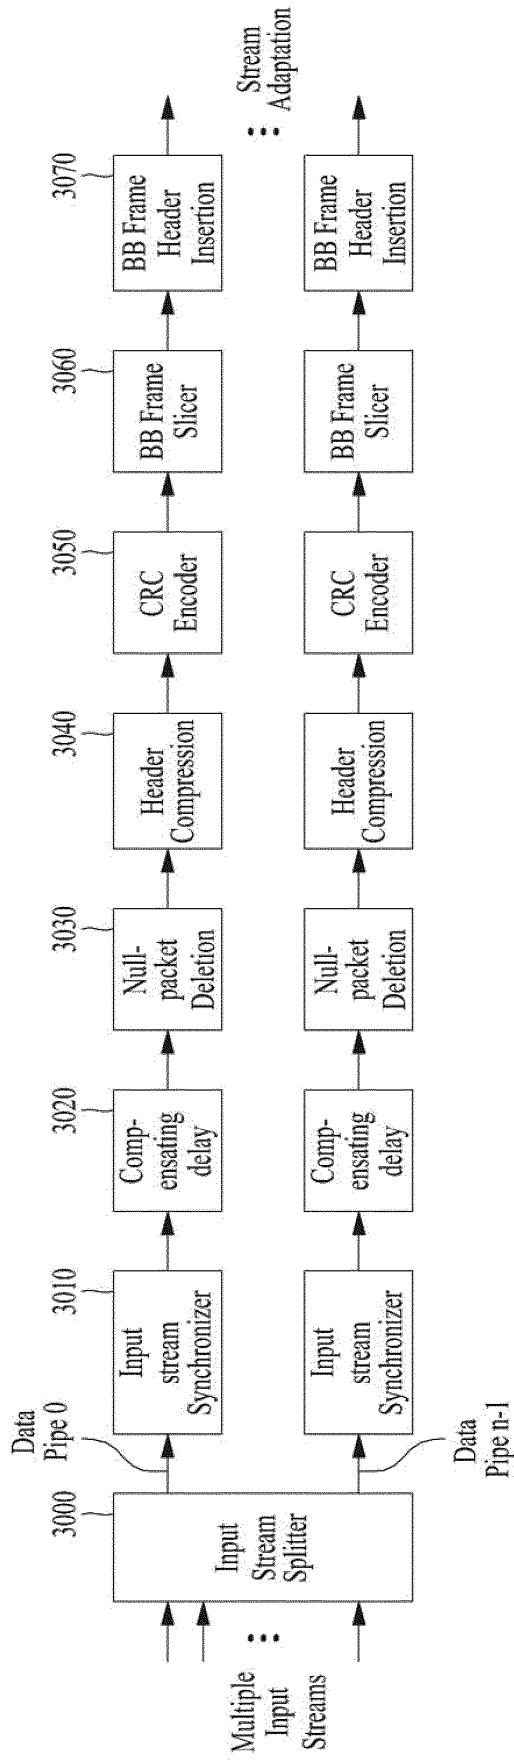 Multiple
Input
Streams
3000
Input
Stream
Splitter
Data
Pipe 0
Data
Pipe n-1
3010
Input
stream
Synchronizer
3020
Comp-
ensating
delay
3030
Null-
packet
Deletion
3040
Header
Compression
3050
CRC
Encoder
3060
BB Frame
Slicer
3070
BB Frame
Header
Insertion
Input
stream
Synchronizer
Comp-
ensating
delay
Null-
packet
Deletion
Header
Compression
CRC
Encoder
BB Frame
Slicer
BB Frame
Header
Insertion
Stream
Adaptation